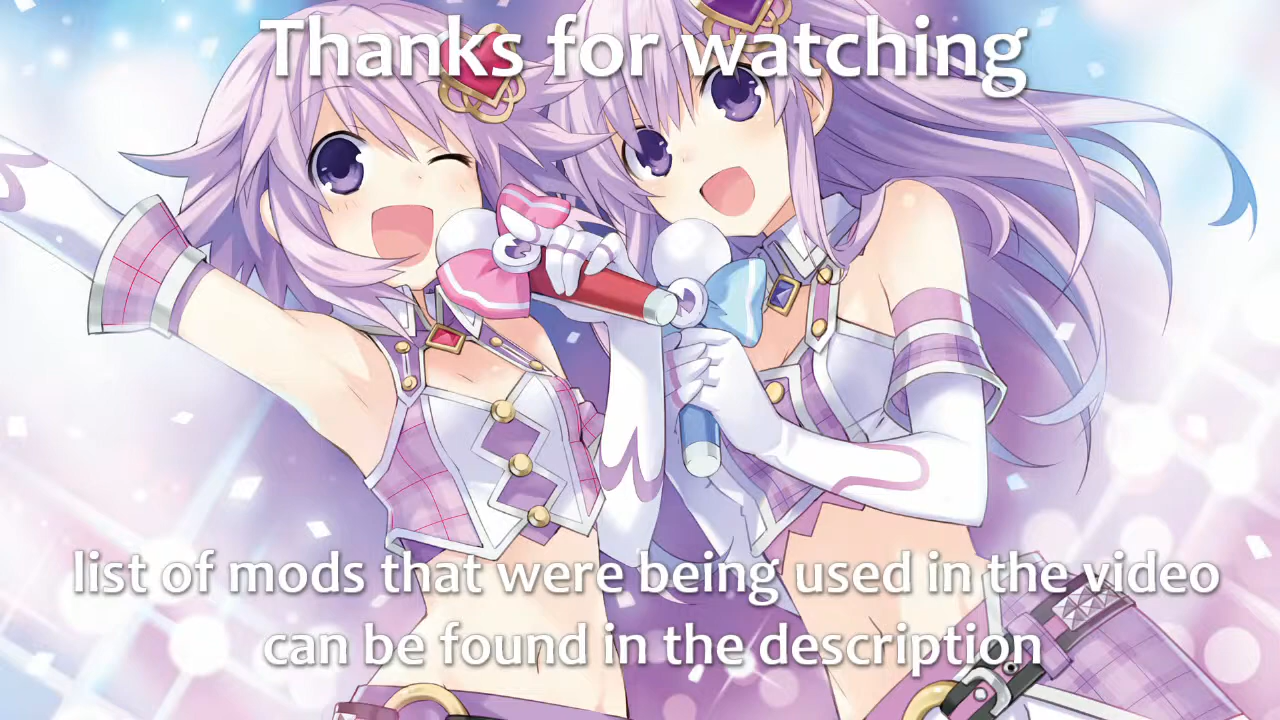 Thanks for watching
list of mods that were being used in the video
can be found in the description